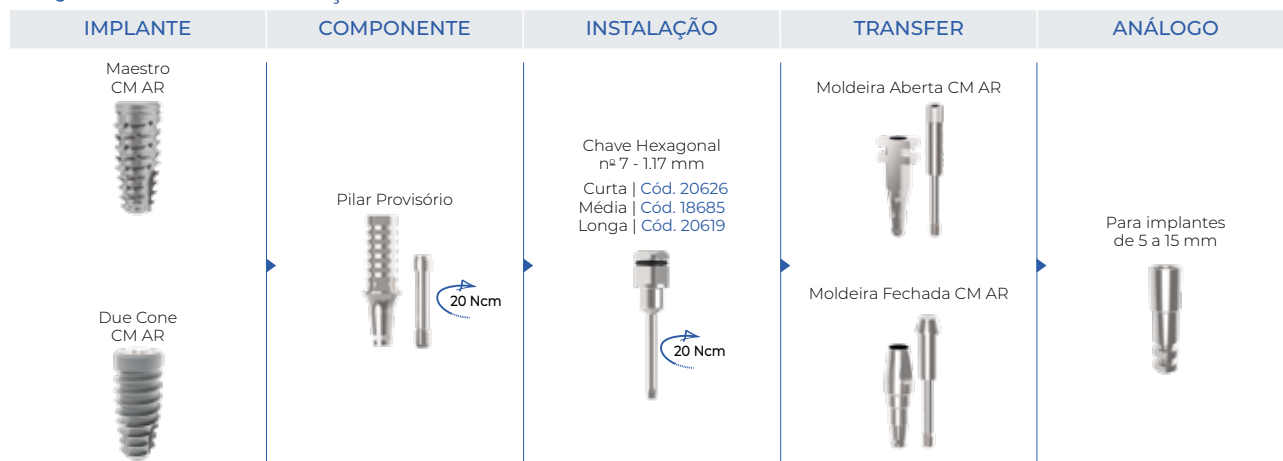 IMPLANTE
COMPONENTE
INSTALAÇÃO
TRANSFER
ANÁLOGO
Maestro
CM AR
Due Cone
CM AR
Pilar Provisório
20 Ncm
Chave Hexagonal
nº 7 - 1.17 mm
Curta | Cód. 20626
Média | Cód. 18685
Longa | Cód. 20619
20 Ncm
Moldeira Aberta CM AR
Moldeira Fechada CM AR
Para implantes
de 5 a 15 mm